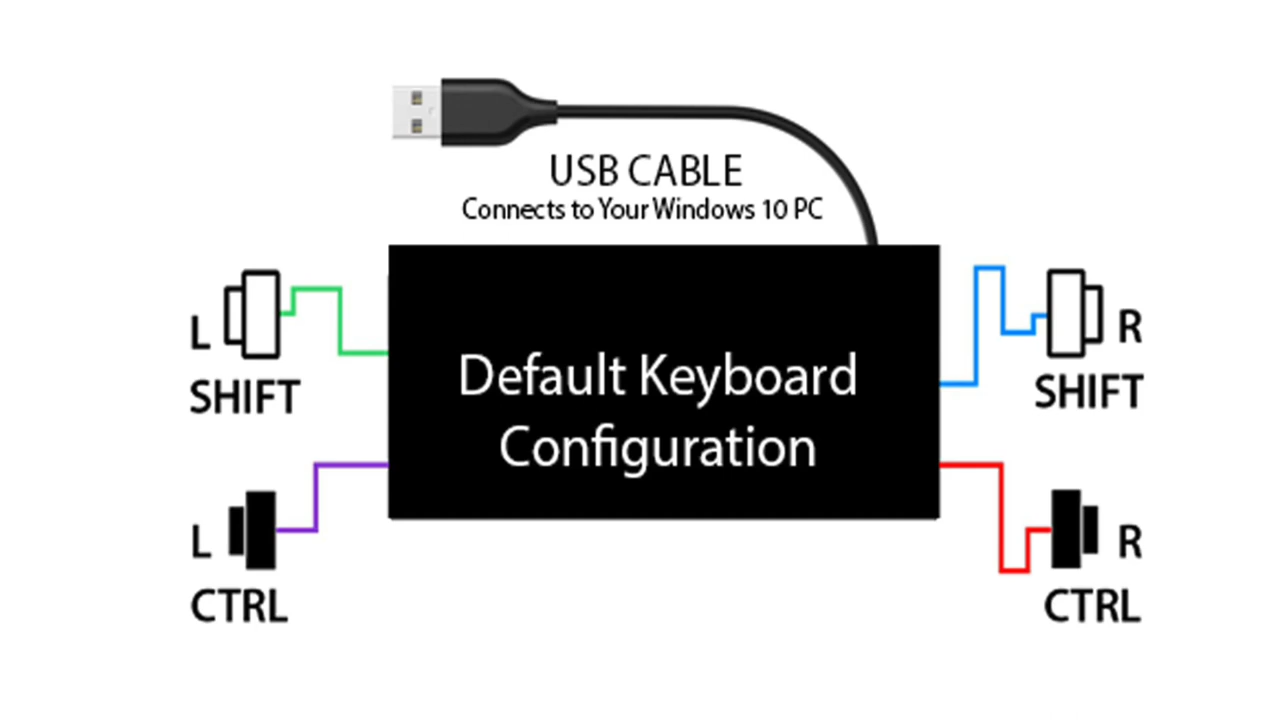 USB CABLE
Connects to Your Windows 10 PC
L
SHIFT
R
SHIFT
Default Keyboard
Configuration
L
CTRL
R
CTRL